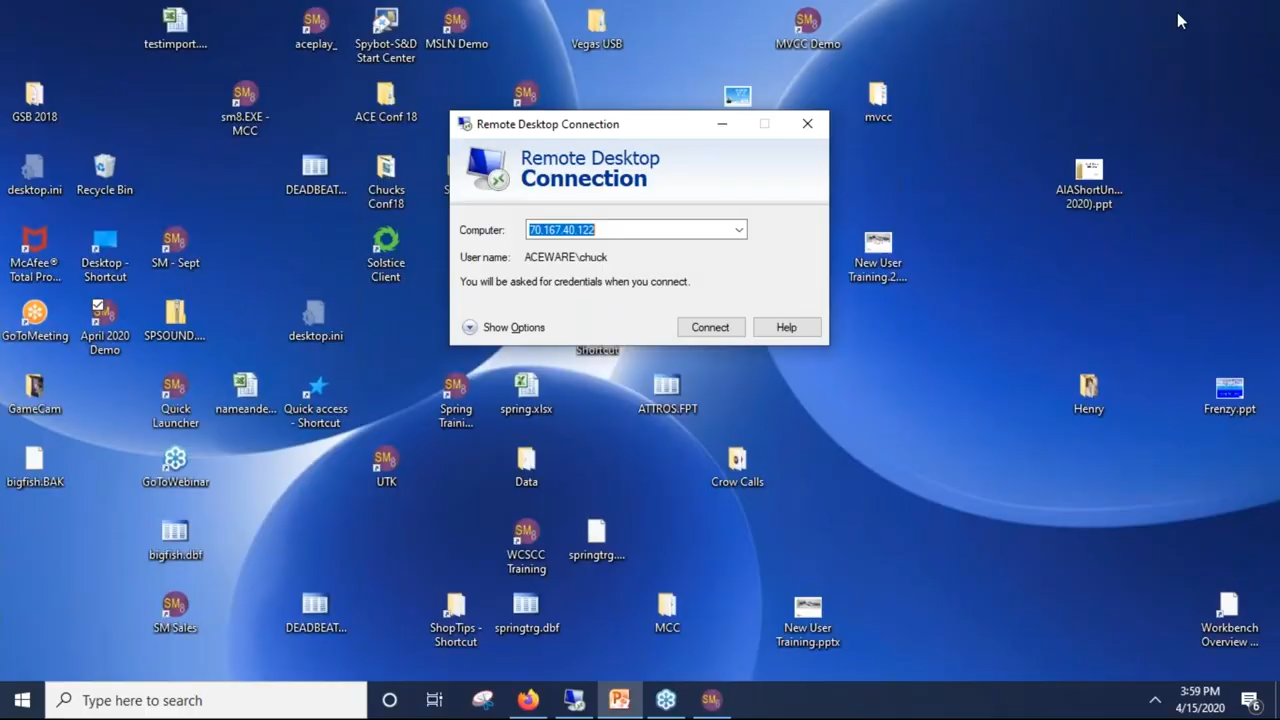 testimport....
aceplay_
Spybot-S&D
Start Center
MSLN Demo
Vegas USB
MVCC Demo
GSB 2018
sm8.EXE -
MCC
ACE Conf 18
mvcc
desktop.ini
Recycle Bin
DEADBEAT...
Chucks
Conf18
AIAShortUn...
2020).ppt
Remote Desktop Connection
Remote Desktop
Connection
Computer:
70.167.40.122
User name:
ACEWARE\chuck
You will be asked for credentials when you connect.
Show Options
Connect
Help
McAfee®
Total Pro...
Desktop -
Shortcut
SM - Sept
Solstice
Client
New User
Training.2....
GoToMeeting
April 2020
Demo
SPSOUND....
desktop.ini
Shortcut
GameCam
Quick
Launcher
nameande...
Quick access
- Shortcut
Spring
Traini...
spring.xlsx
ATTROS.FPT
Henry
Frenzy.ppt
bigfish.BAK
GoToWebinar
UTK
Data
Crow Calls
bigfish.dbf
WCSCC
Training
springtrg....
SM Sales
DEADBEAT...
ShopTips -
Shortcut
springtrg.dbf
MCC
New User
Training.pptx
Workbench
Overview ...
Type here to search
3:59 PM
4/15/2020
6